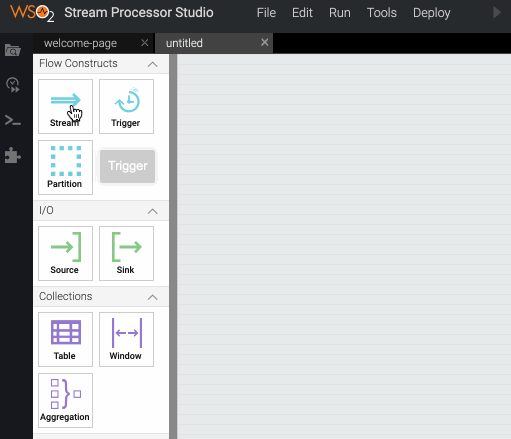 WSO2 Stream Processor Studio File Edit Run Tools Deploy
welcome-page untitled
Flow Constructs
Stream Trigger
Partition Trigger
I/O
Source Sink
Collections
Table Window
Aggregation